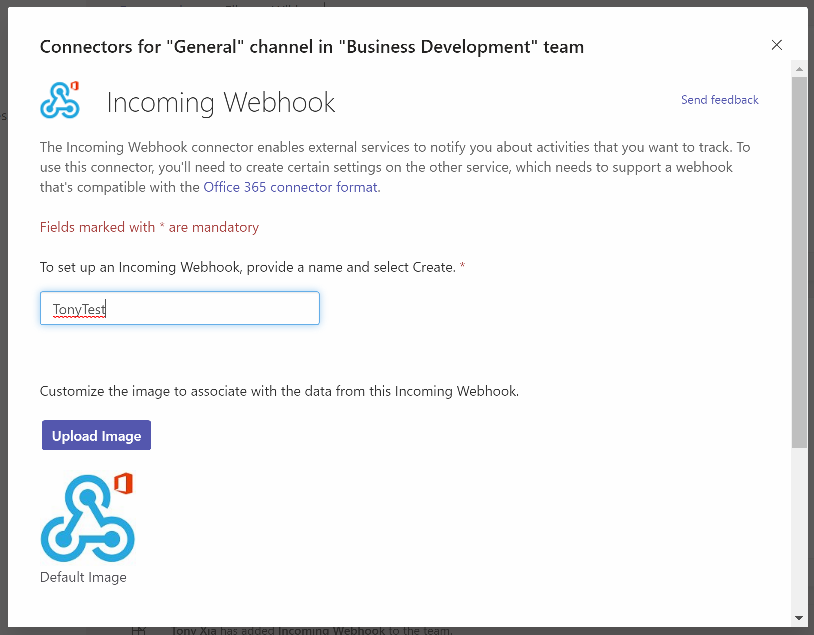 Connectors for "General" channel in "Business Development" team
Incoming Webhook
Send feedback
The Incoming Webhook connector enables external services to notify you about activities that you want to track. To
use this connector, you'll need to create certain settings on the other service, which needs to support a webhook
that's compatible with the Office 365 connector format.
Fields marked with * are mandatory
To set up an Incoming Webhook, provide a name and select Create. *
TonyTest
Customize the image to associate with the data from this Incoming Webhook.
Upload Image
Default Image
Tony Xia has added Incoming Webhook to the team.